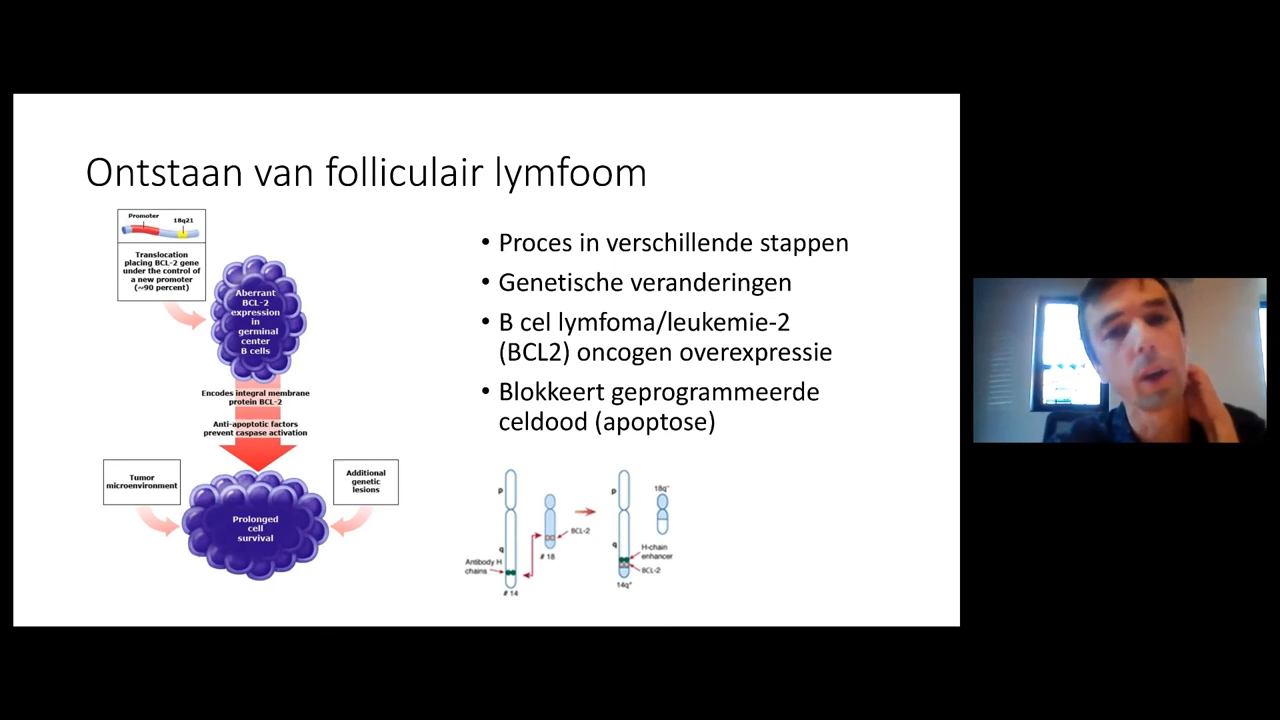 Ontstaan van folliculair lymfoom
Promoter
18q21
Translocation
placing BCL-2 gene
under the control of
a new promoter
(~90 percent)
Aberrant
BCL-2
expression
in
germinal
center
B cells
Encodes integral membrane
protein BCL-2
Anti-apoptotic factors
prevent caspase activation
Tumor
microenvironment
Additional
genetic
lesions
Prolonged
cell
survival
• Proces in verschillende stappen
• Genetische veranderingen
• B cel lymfoma/leukemie-2
(BCL2) oncogen overexpressie
• Blokkeert geprogrammeerde
celdood (apoptose)
p
q
Antibody H
chains
# 14
BCL-2
# 18
p
q
H-chain
enhancer
BCL-2
14q+
18q-